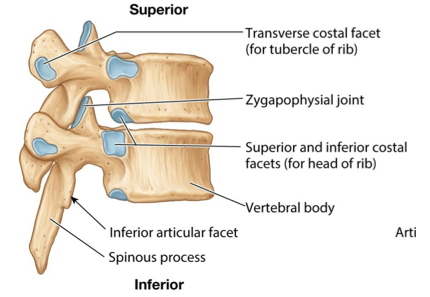 Superior
Transverse costal facet
(for tubercle of rib)
Zygapophysial joint
Superior and inferior costal
facets (for head of rib)
Vertebral body
Arti
Inferior articular facet
Spinous process
Inferior